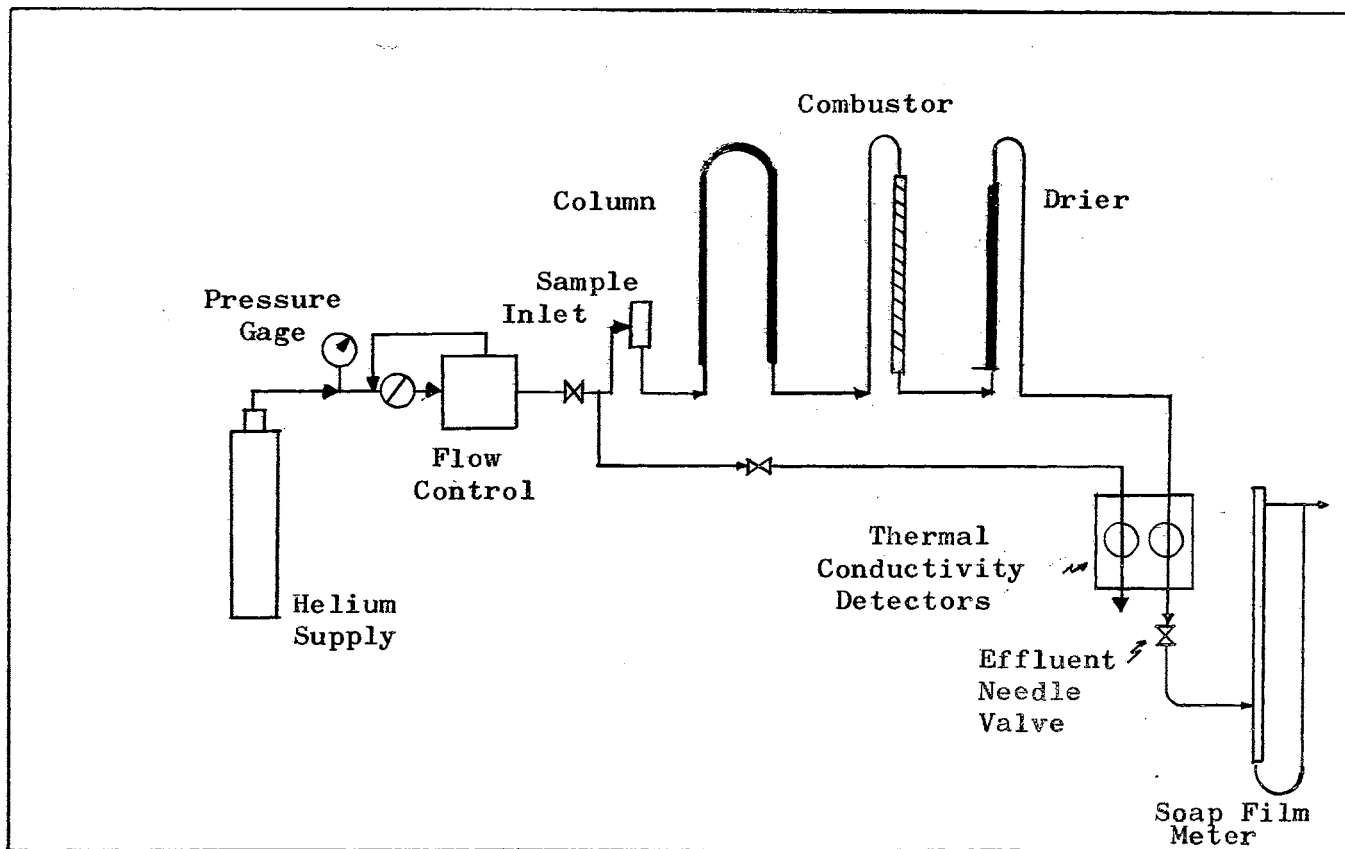 Combustor
Column
Drier
Sample
Inlet
Pressure
Gage
Flow
Control
Thermal
Conductivity
Detectors
Helium
Supply
Effluent
Needle
Valve
Soap Film
Meter